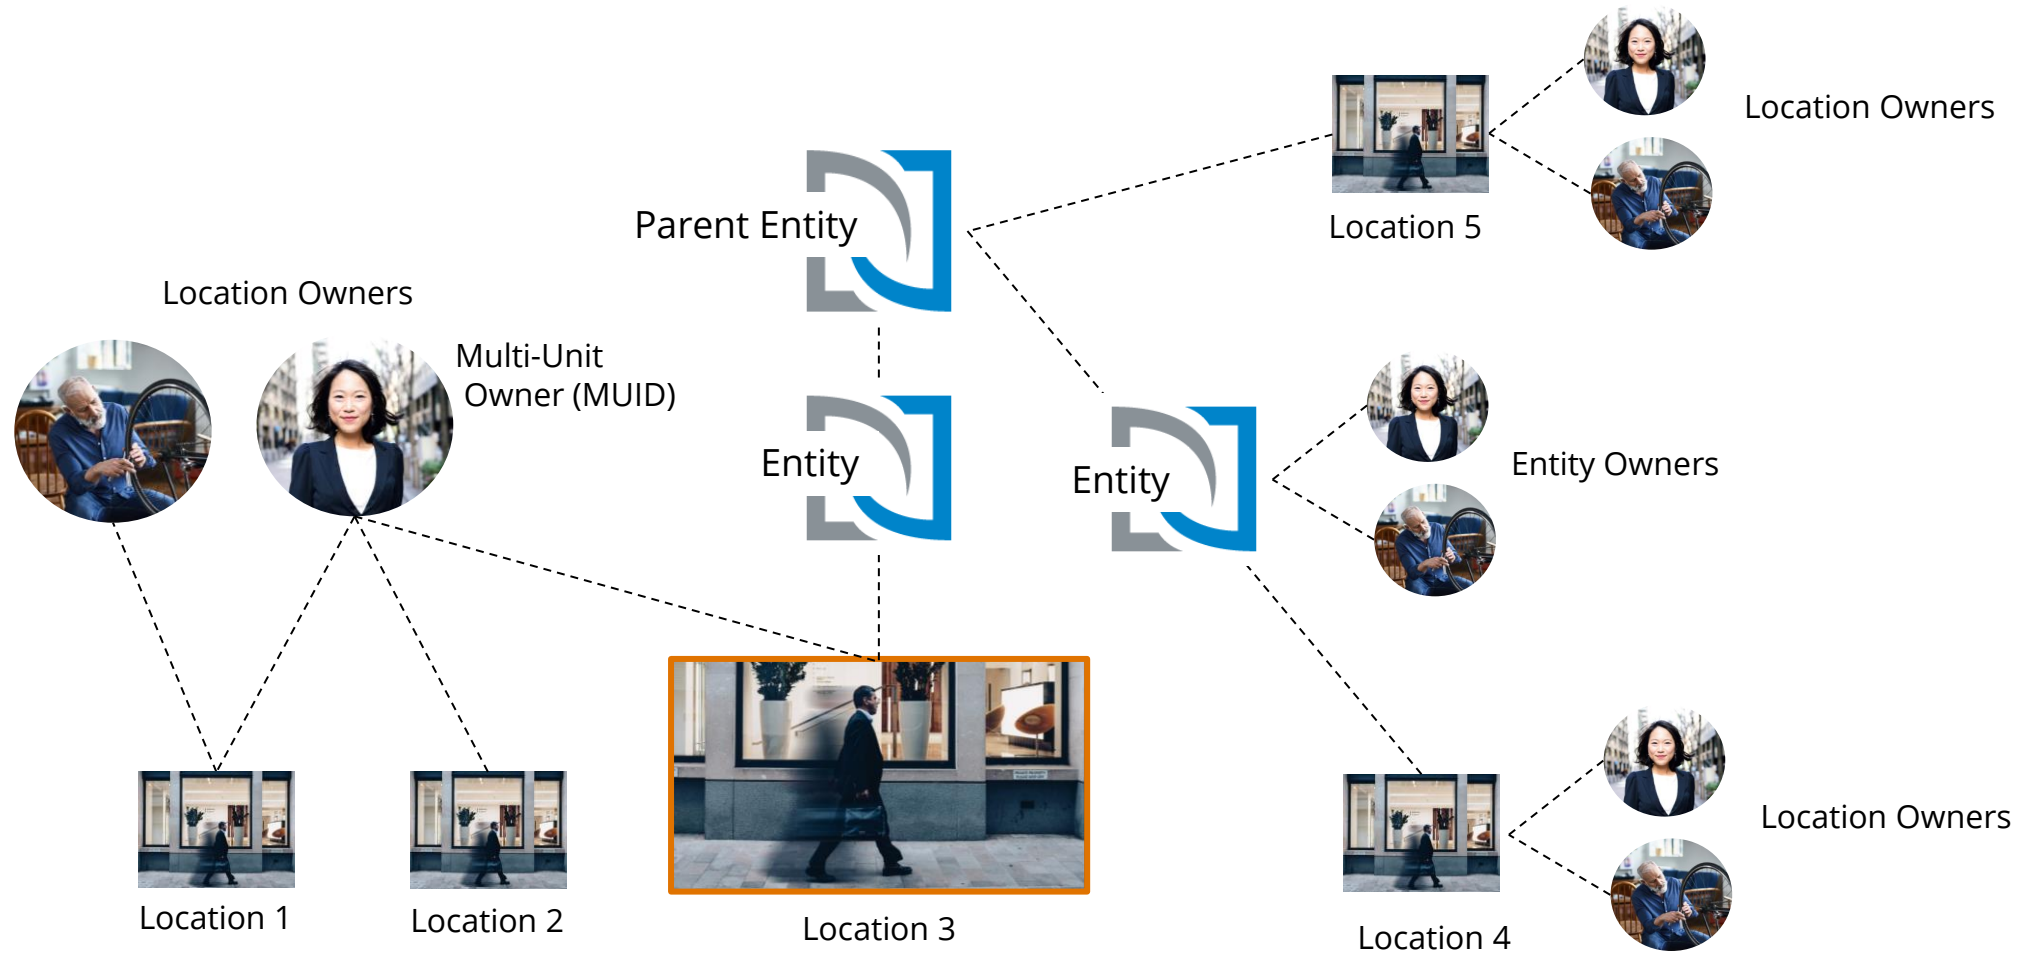 Location Owners
Parent Entity
Location 5
Location Owners
Multi-Unit
Owner (MUID)
Entity
Entity
Entity Owners
Location 1
Location 2
Location 3
Location 4
Location Owners